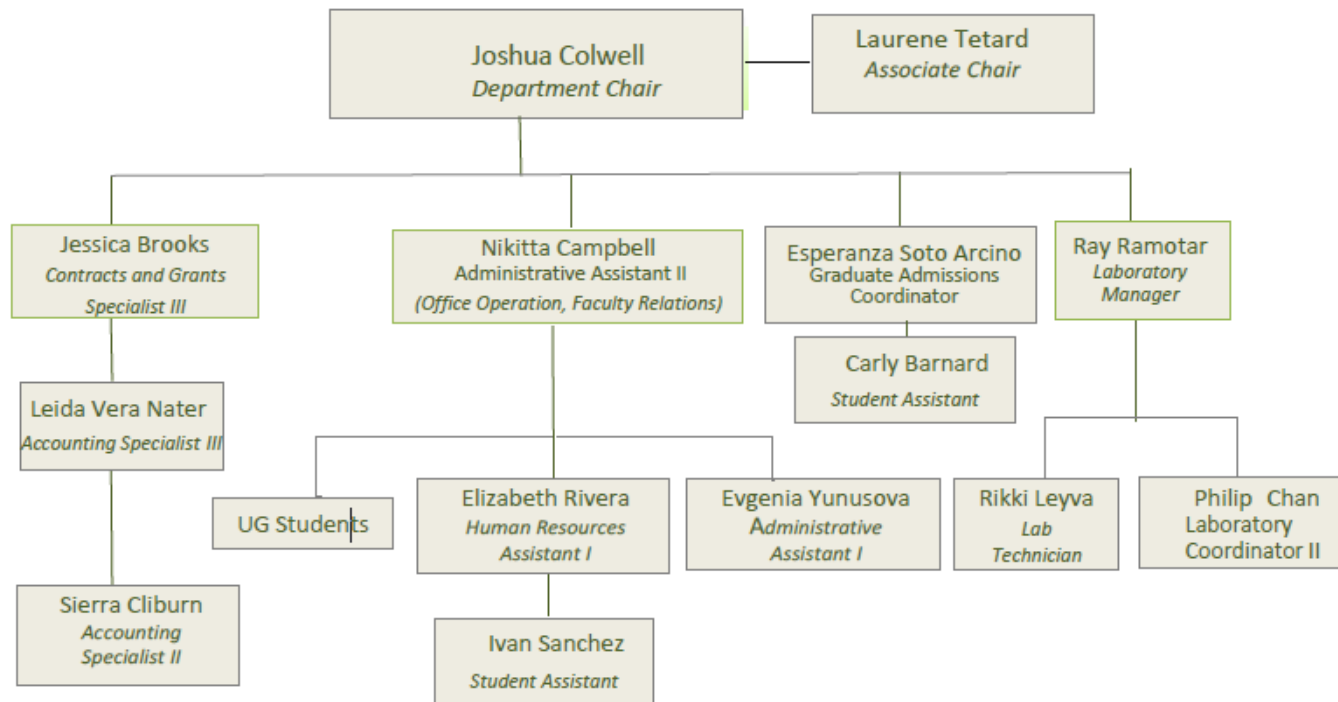 Joshua Colwell
Department Chair
Laurene Tetard
Associate Chair
Jessica Brooks
Contracts and Grants
Specialist III
Nikitta Campbell
Administrative Assistant II
(Office Operation, Faculty Relations)
Esperanza Soto Arcino
Graduate Admissions
Coordinator
Ray Ramotar
Laboratory
Manager
Leida Vera Nater
Accounting Specialist III
Carly Barnard
Student Assistant
UG Students
Elizabeth Rivera
Human Resources
Assistant I
Evgenia Yunusova
Administrative
Assistant I
Rikki Leyva
Lab
Technician
Philip Chan
Laboratory
Coordinator II
Sierra Cliburn
Accounting
Specialist II
Ivan Sanchez
Student Assistant